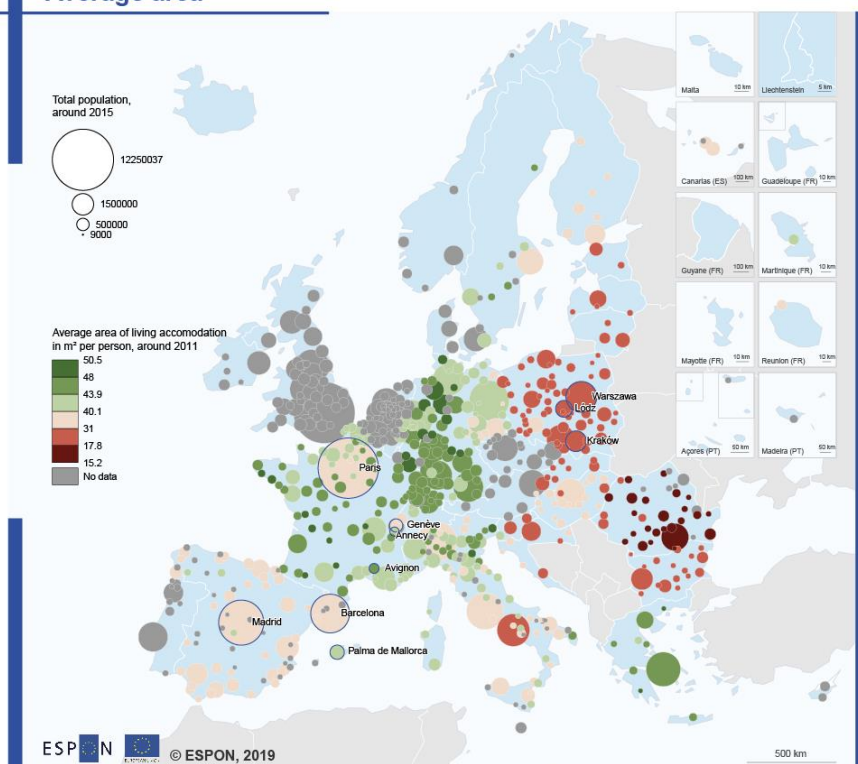 Average area
Total population,
around 2015
12250037
1500000
500000
9000
Average area of living accomodation
in m² per person, around 2011
50.5
48
43.9
40.1
31
17.8
15.2
No data
Warszawa
Lódz
Kraków
Paris
Genève
Annecy
Avignon
Barcelona
Madrid
Palma de Mallorca
Malta
10 km
Liechtenstein
5 km
Canarias (ES)
100 km
Guadeloupe (FR)
10 km
Guyane (FR)
100 km
Martinique (FR)
10 km
Mayotte (FR)
10 km
Reunion (FR)
10 km
Açores (PT)
50 km
Madeira (PT)
50 km
ESPON
© ESPON, 2019
500 km